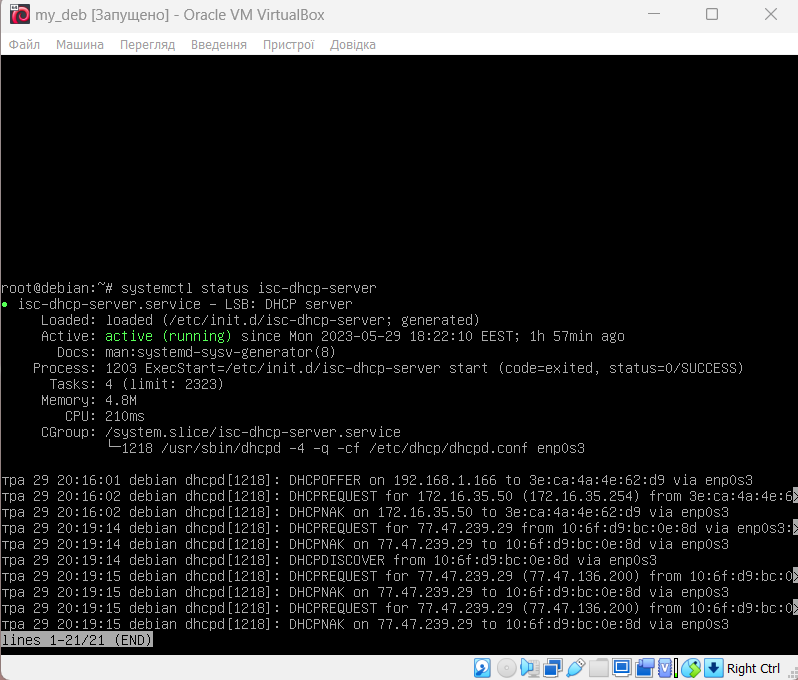 my_deb [Запущено] - Oracle VM VirtualBox
Файл Машина Перегляд Введення Пристрої Довідка
root@debian:~# systemctl status isc-dhcp-server
● isc-dhcp-server.service - LSB: DHCP server
Loaded: loaded (/etc/init.d/isc-dhcp-server; generated)
Active: active (running) since Mon 2023-05-29 18:22:10 EEST; 1h 57min ago
Docs: man:systemd-sysv-generator(8)
Process: 1203 ExecStart=/etc/init.d/isc-dhcp-server start (code=exited, status=0/SUCCESS)
Tasks: 4 (limit: 2323)
Memory: 4.8M
CPU: 210ms
CGroup: /system.slice/isc-dhcp-server.service
└─1218 /usr/sbin/dhcpd -4 -q -cf /etc/dhcp/dhcpd.conf enp0s3
тра 29 20:16:01 debian dhcpd[1218]: DHCPOFFER on 192.168.1.166 to 3e:ca:4a:4e:62:d9 via enp0s3
тра 29 20:16:02 debian dhcpd[1218]: DHCPREQUEST for 172.16.35.50 (172.16.35.254) from 3e:ca:4a:4e:6>
тра 29 20:16:02 debian dhcpd[1218]: DHCPNAK on 172.16.35.50 to 3e:ca:4a:4e:62:d9 via enp0s3
тра 29 20:19:14 debian dhcpd[1218]: DHCPREQUEST for 77.47.239.29 from 10:6f:d9:bc:0e:8d via enp0s3:>
тра 29 20:19:14 debian dhcpd[1218]: DHCPNAK on 77.47.239.29 to 10:6f:d9:bc:0e:8d via enp0s3
тра 29 20:19:14 debian dhcpd[1218]: DHCPDISCOVER from 10:6f:d9:bc:0e:8d via enp0s3
тра 29 20:19:15 debian dhcpd[1218]: DHCPREQUEST for 77.47.239.29 (77.47.136.200) from 10:6f:d9:bc:0>
тра 29 20:19:15 debian dhcpd[1218]: DHCPNAK on 77.47.239.29 to 10:6f:d9:bc:0e:8d via enp0s3
тра 29 20:19:15 debian dhcpd[1218]: DHCPREQUEST for 77.47.239.29 (77.47.136.200) from 10:6f:d9:bc:0>
тра 29 20:19:15 debian dhcpd[1218]: DHCPNAK on 77.47.239.29 to 10:6f:d9:bc:0e:8d via enp0s3
lines 1-21/21 (END)
Right Ctrl